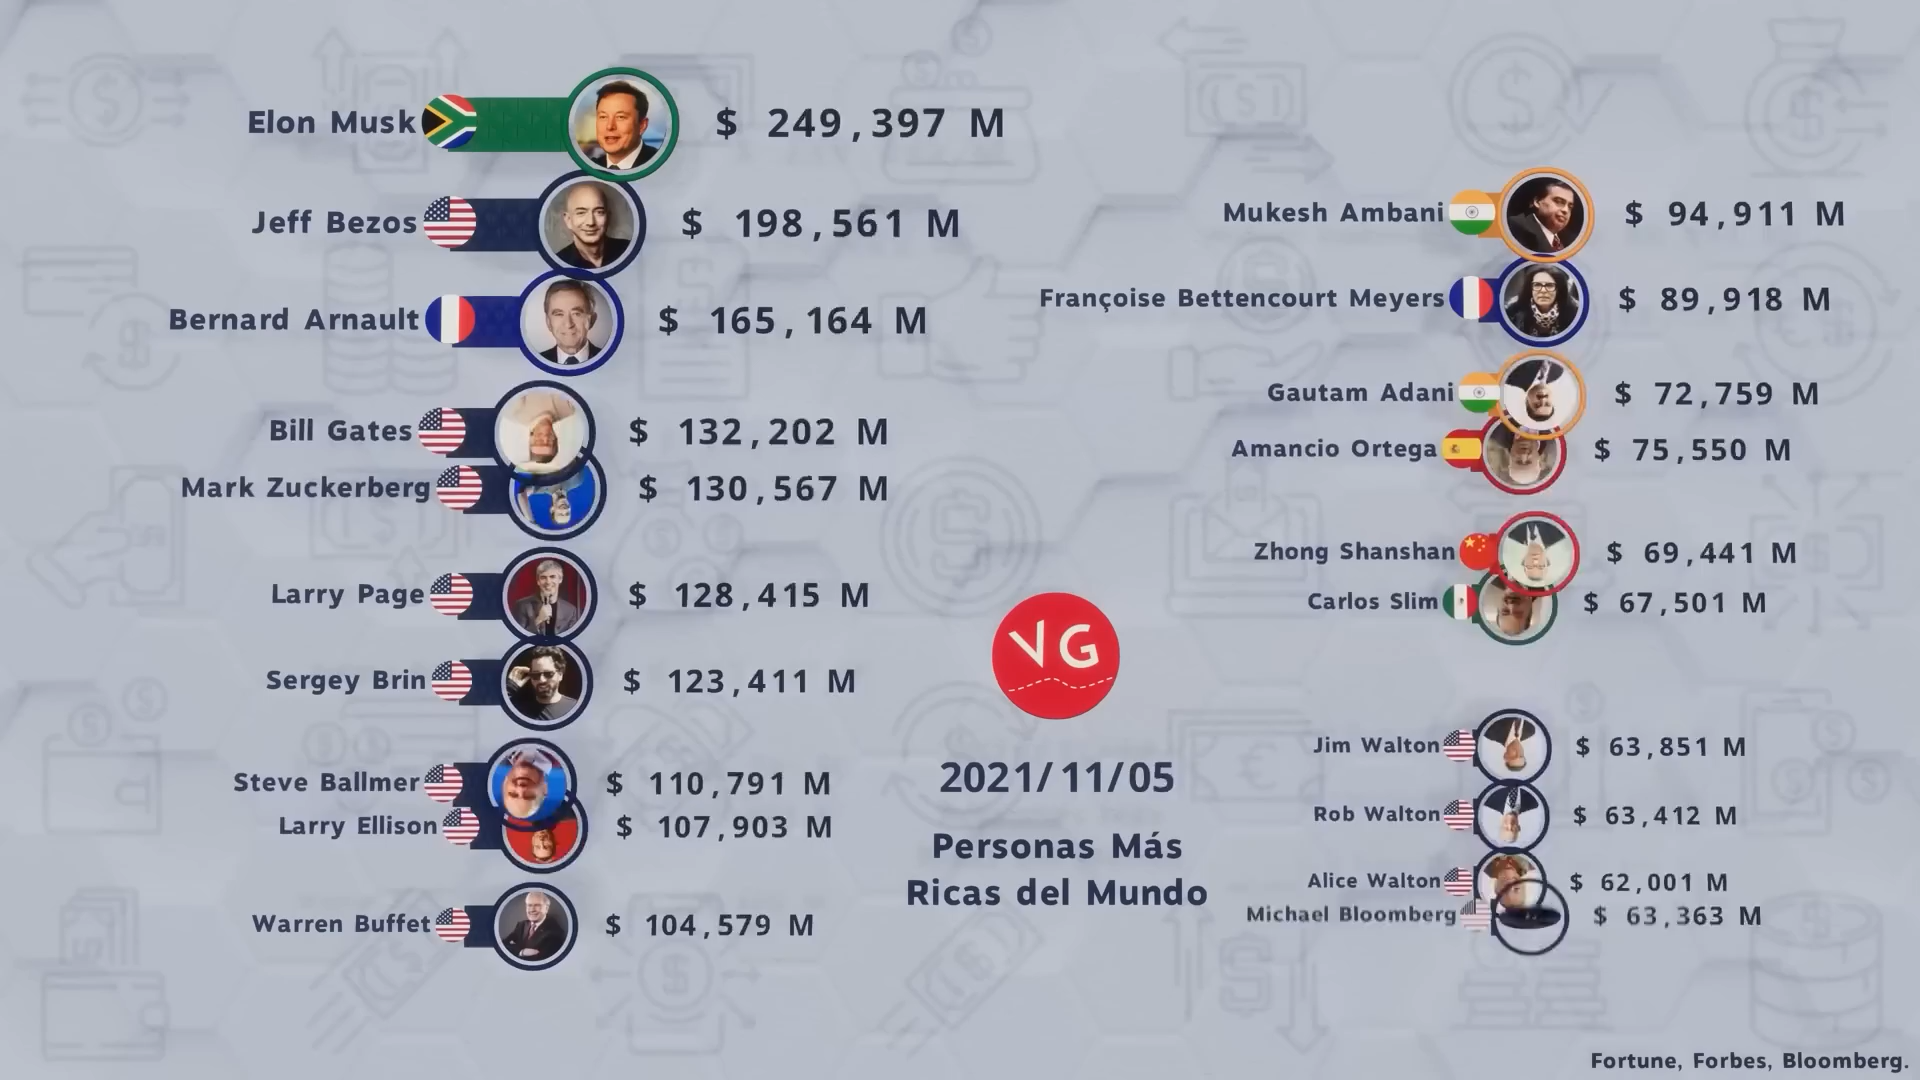 Elon Musk $ 249,397 M
Jeff Bezos $ 198,561 M
Bernard Arnault $ 165,164 M
Bill Gates $ 132,202 M
Mark Zuckerberg $ 130,567 M
Larry Page $ 128,415 M
Sergey Brin $ 123,411 M
Steve Ballmer $ 110,791 M
Larry Ellison $ 107,903 M
Warren Buffet $ 104,579 M
Mukesh Ambani $ 94,911 M
Françoise Bettencourt Meyers $ 89,918 M
Gautam Adani $ 72,759 M
Amancio Ortega $ 75,550 M
Zhong Shanshan $ 69,441 M
Carlos Slim $ 67,501 M
Jim Walton $ 63,851 M
Rob Walton $ 63,412 M
Alice Walton $ 62,001 M
Michael Bloomberg $ 63,363 M
VG
2021/11/05
Personas Más
Ricas del Mundo
Fortune, Forbes, Bloomberg.